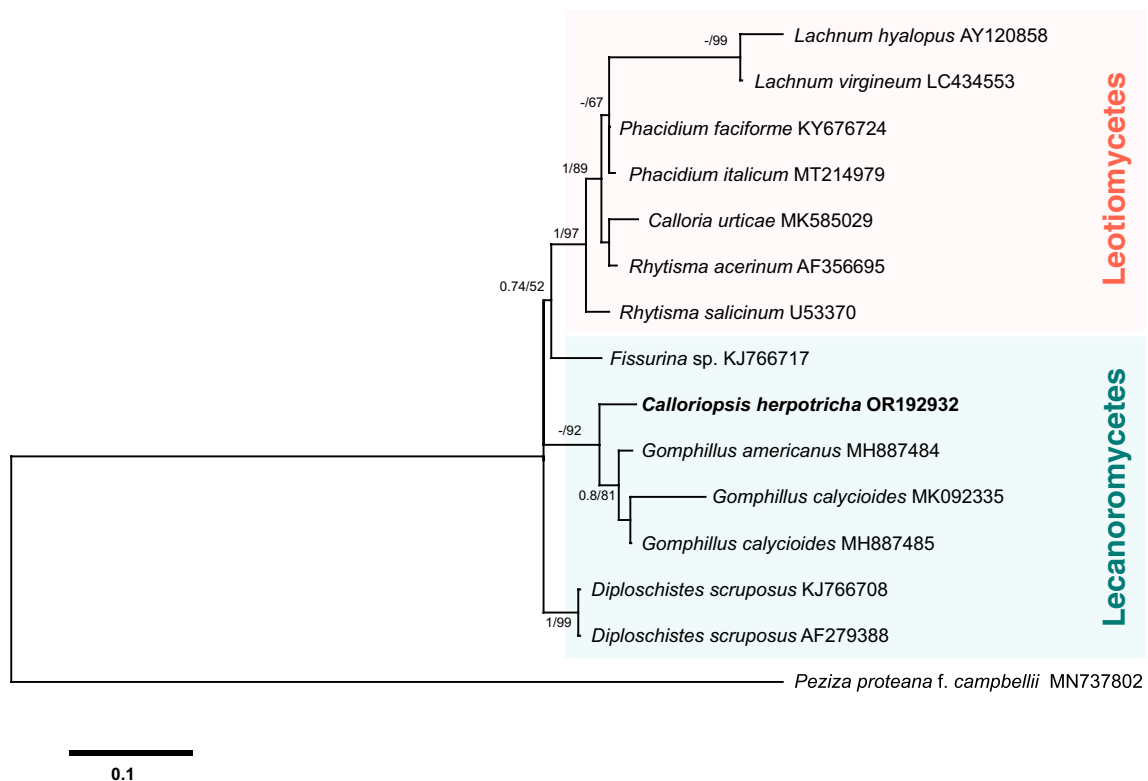 -/99
Lachnum hyalopus AY120858
Lachnum virgineum LC434553
-/67
Phacidium faciforme KY676724
1/89
Phacidium italicum MT214979
Calloria urticae MK585029
1/97
Rhytisma acerinum AF356695
0.74/52
Rhytisma salicinum U53370
Leotiomycetes
Fissurina sp. KJ766717
Calloriopsis herpotricha OR192932
-/92
Gomphillus americanus MH887484
0.8/81
Gomphillus calycioides MK092335
Gomphillus calycioides MH887485
Diploschistes scruposus KJ766708
1/99
Diploschistes scruposus AF279388
Lecanoromycetes
Peziza proteana f. campbellii MN737802
0.1